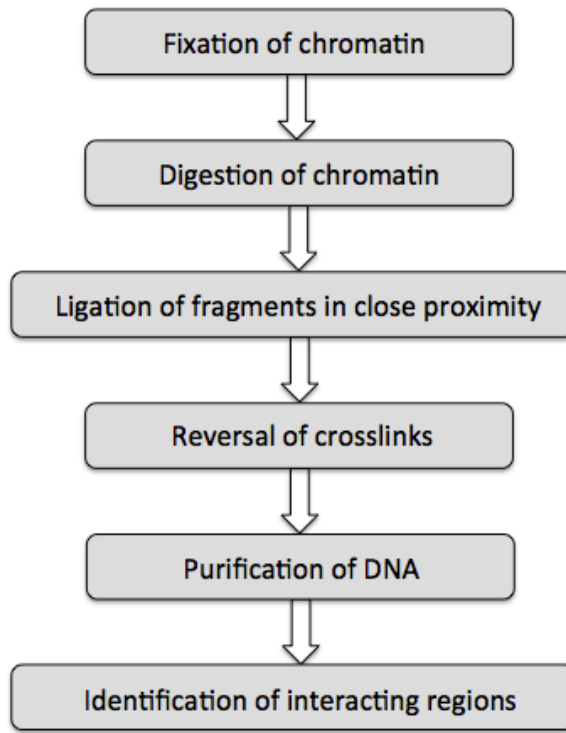 Fixation of chromatin
Digestion of chromatin
Ligation of fragments in close proximity
Reversal of crosslinks
Purification of DNA
Identification of interacting regions